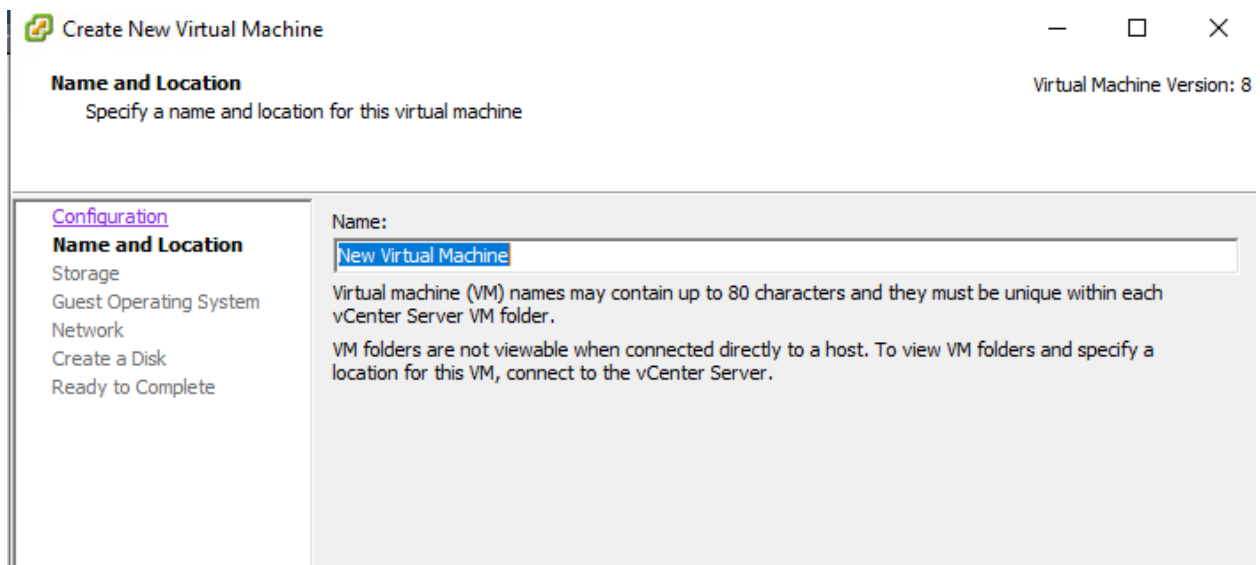 Create New Virtual Machine
Name and Location
Virtual Machine Version: 8
Specify a name and location for this virtual machine
Configuration
Name and Location
Storage
Guest Operating System
Network
Create a Disk
Ready to Complete
Name:
New Virtual Machine
Virtual machine (VM) names may contain up to 80 characters and they must be unique within each
vCenter Server VM folder.
VM folders are not viewable when connected directly to a host. To view VM folders and specify a
location for this VM, connect to the vCenter Server.